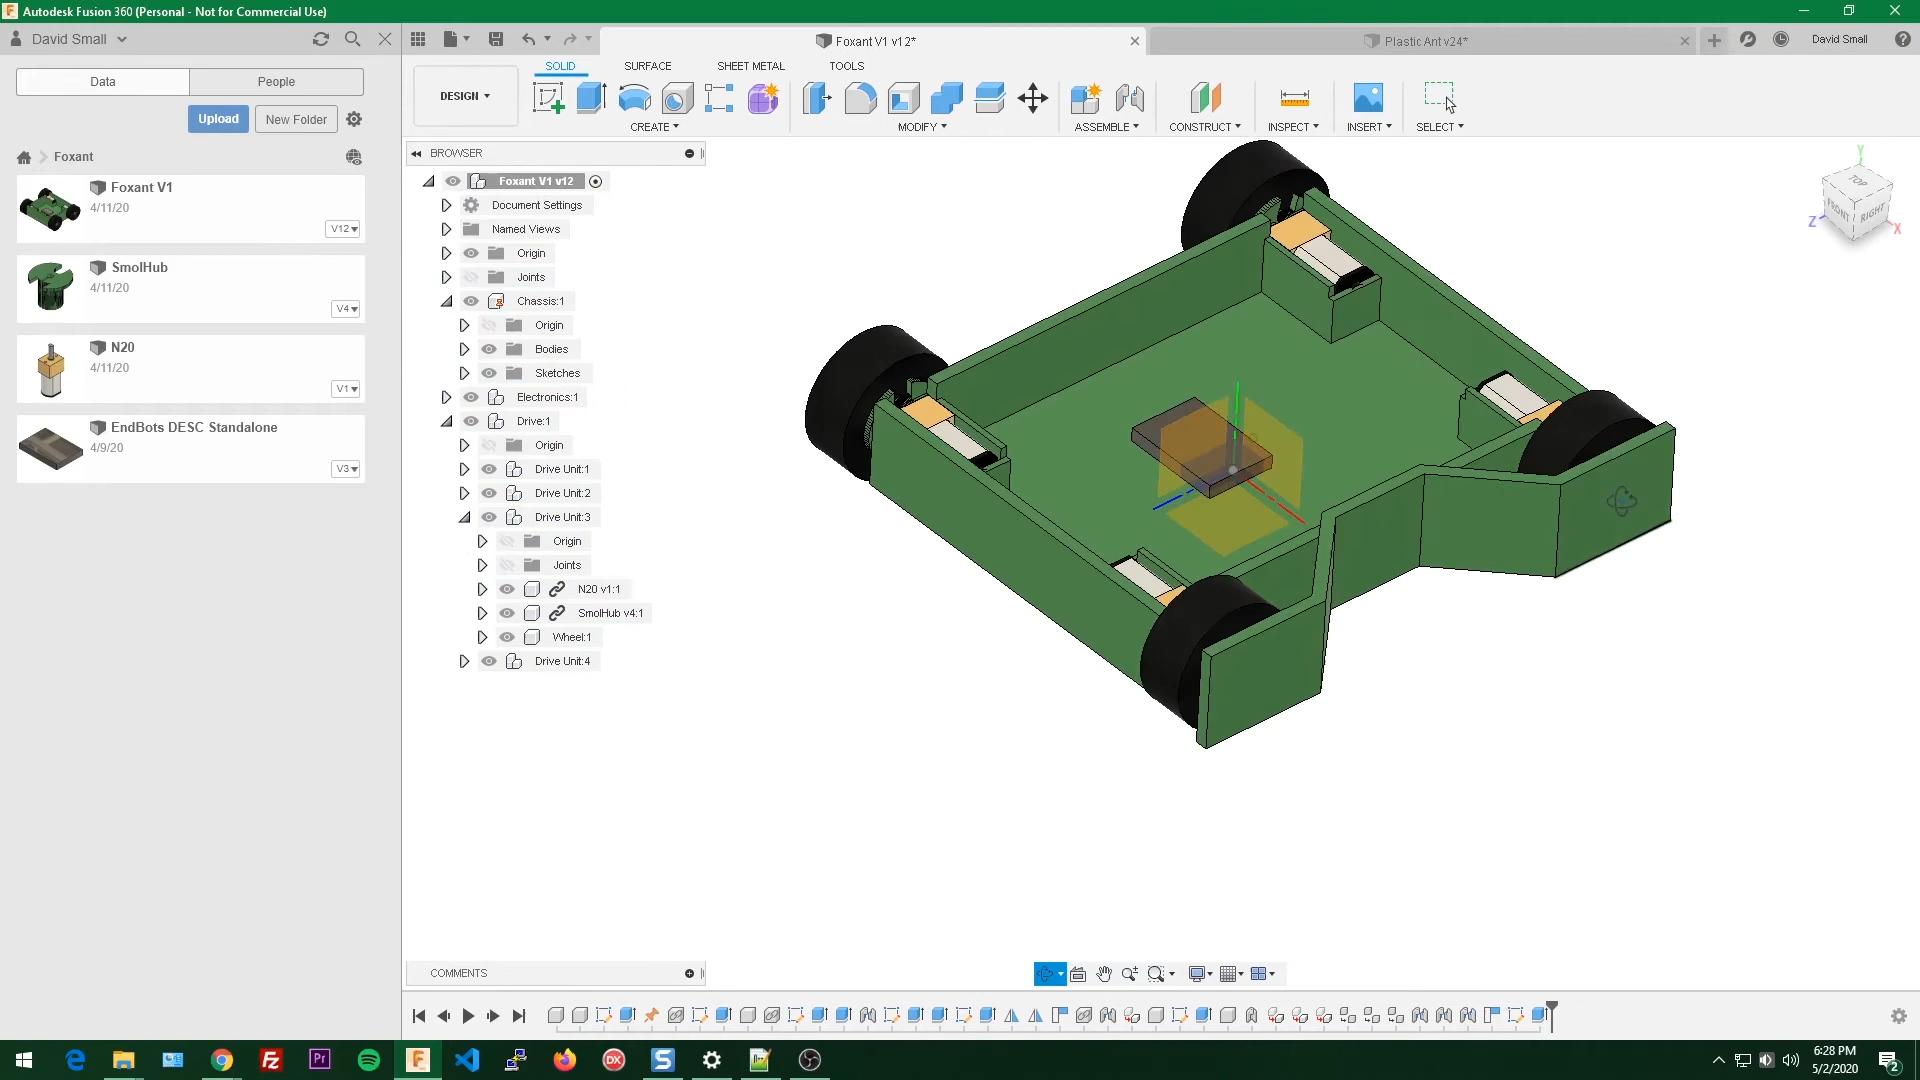 Autodesk Fusion 360 (Personal - Not for Commercial Use)
David Small
Foxant V1 v12*
Plastic Ant v24*
David Small
Data
People
Upload
New Folder
Foxant
Foxant V1
4/11/20
V12
SmolHub
4/11/20
V4
N20
4/11/20
V1
EndBots DESC Standalone
4/9/20
V3
DESIGN
SOLID
SURFACE
SHEET METAL
TOOLS
CREATE
MODIFY
ASSEMBLE
CONSTRUCT
INSPECT
INSERT
SELECT
BROWSER
Foxant V1 v12
Document Settings
Named Views
Origin
Joints
Chassis:1
Origin
Bodies
Sketches
Electronics:1
Drive:1
Origin
Drive Unit:1
Drive Unit:2
Drive Unit:3
Origin
Joints
N20 v1:1
SmolHub v4:1
Wheel:1
Drive Unit:4
Y
TOP
FRONT
RIGHT
Z
X
COMMENTS
6:28 PM
5/2/2020
2